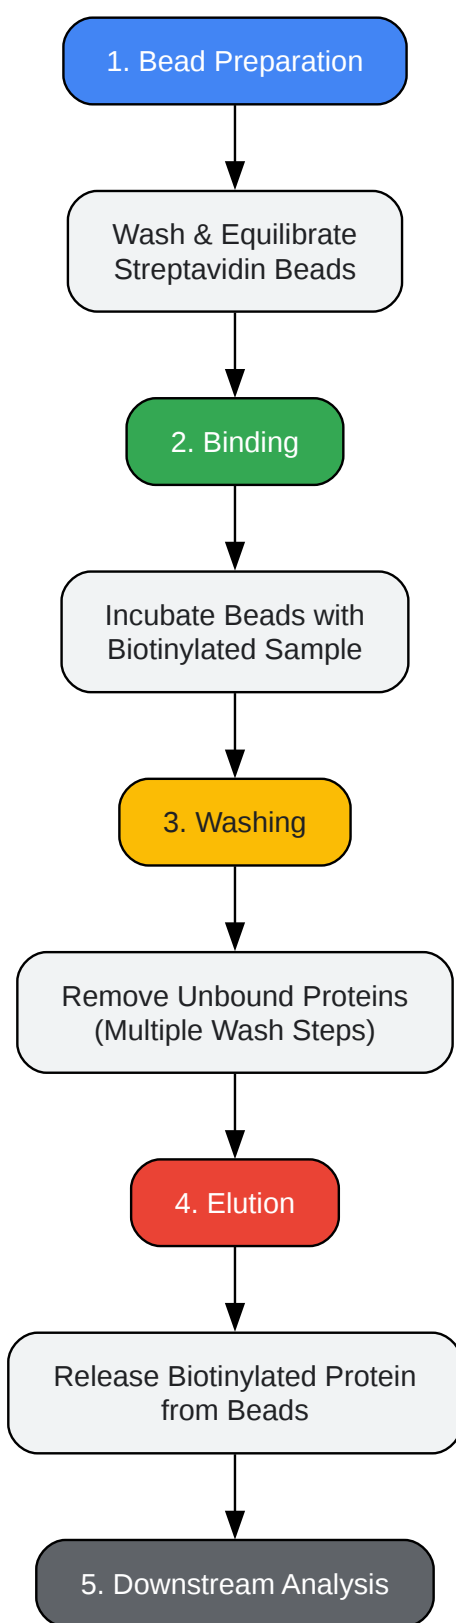 1. Bead Preparation
Wash & Equilibrate
Streptavidin Beads
2. Binding
Incubate Beads with
Biotinylated Sample
3. Washing
Remove Unbound Proteins
(Multiple Wash Steps)
4. Elution
Release Biotinylated Protein
from Beads
5. Downstream Analysis